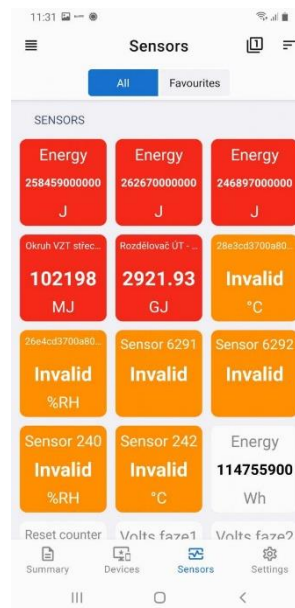 11:31
Sensors
1
All Favourites
SENSORS
Energy Energy Energy
258459000000 262670000000 246897000000
J J J
Okruh VZT střec... Rozdělovač ÚT - ... 28e3cd3700a80...
102198 2921.93 Invalid
MJ GJ °C
26e4cd3700a80... Sensor 6291 Sensor 6292
Invalid Invalid Invalid
%RH
Sensor 240 Sensor 242 Energy
Invalid Invalid 114755900
%RH °C Wh
Reset counter Volts faze1 Volts faze2
Summary Devices Sensors Settings